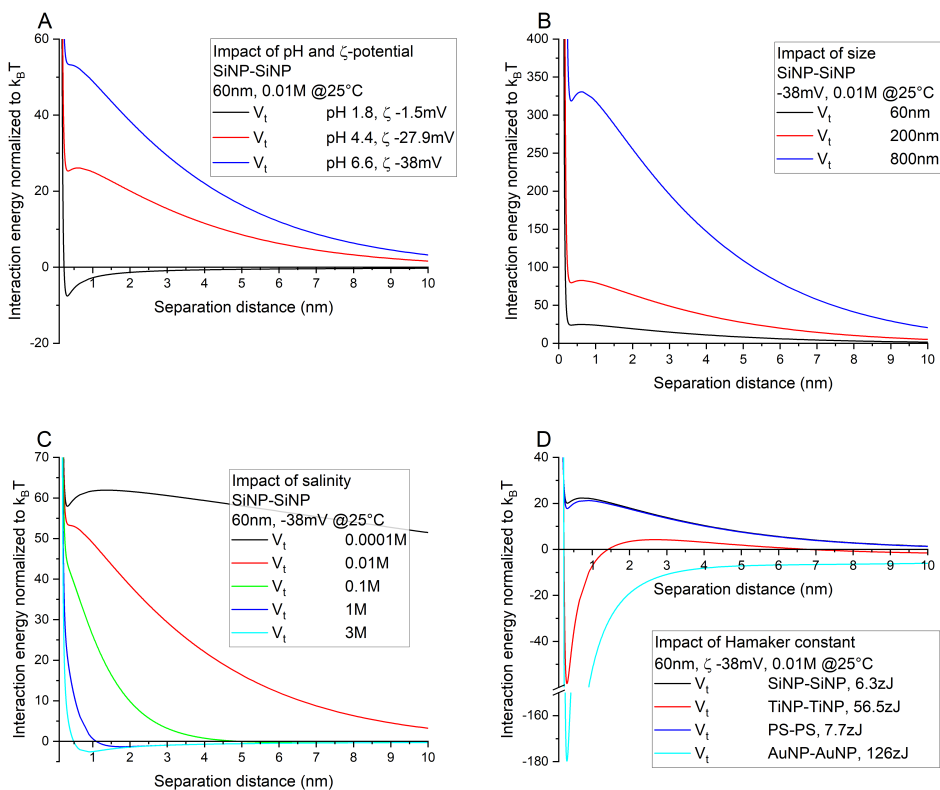 A
Interaction energy normalized to kBT
60
40
20
0
-20
1 2 3 4 5 6 7 8 9 10
Separation distance (nm)
Impact of pH and ζ-potential
SiNP-SiNP
60nm, 0.01M @25°C
Vt pH 1.8, ζ -1.5mV
Vt pH 4.4, ζ -27.9mV
Vt pH 6.6, ζ -38mV
B
Interaction energy normalized to kBT
400
350
300
250
200
150
100
50
0
0 1 2 3 4 5 6 7 8 9 10
Separation distance (nm)
Impact of size
SiNP-SiNP
-38mV, 0.01M @25°C
Vt 60nm
Vt 200nm
Vt 800nm
C
Interaction energy normalized to kBT
70
60
50
40
30
20
10
0
1 2 3 4 5 6 7 8 9 10
Separation distance (nm)
Impact of salinity
SiNP-SiNP
60nm, -38mV @25°C
Vt 0.0001M
Vt 0.01M
Vt 0.1M
Vt 1M
Vt 3M
D
Interaction energy normalized to kBT
40
20
0
-20
-40
-160
-180
1 2 3 4 5 6 7 8 9 10
Separation distance (nm)
Impact of Hamaker constant
60nm, ζ -38mV, 0.01M @25°C
Vt SiNP-SiNP, 6.3zJ
Vt TiNP-TiNP, 56.5zJ
Vt PS-PS, 7.7zJ
Vt AuNP-AuNP, 126zJ